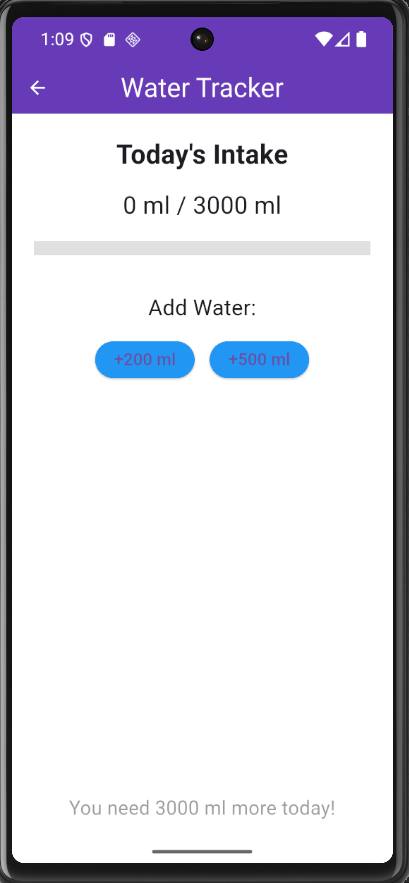 1:09
Water Tracker
Today's Intake
0 ml / 3000 ml
Add Water:
+200 ml +500 ml
You need 3000 ml more today!